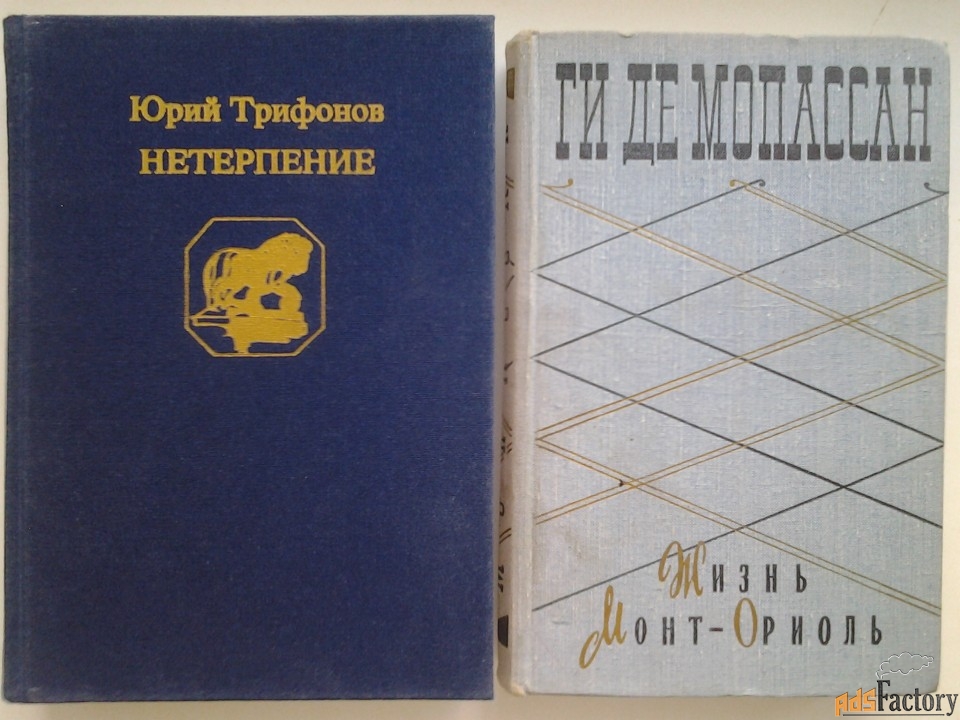 Юрий Трифонов
НЕТЕРПЕНИЕ
ГИ ДЕ МОПАССАН
Жизнь
Монт-Ориоль
AdsFactory